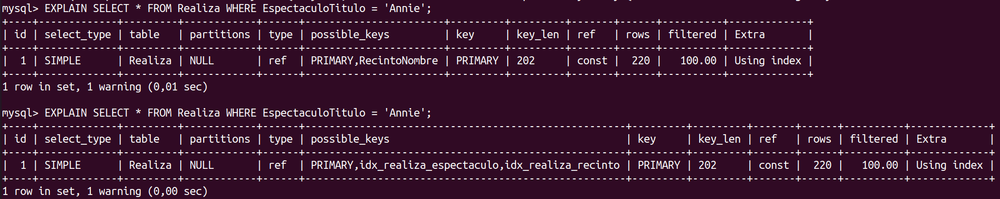 mysql> EXPLAIN SELECT * FROM Realiza WHERE EspectaculoTitulo = 'Annie';
+----+-------------+---------+------------+------+-----------------------+---------+---------+-------+------+----------+-------------+
| id | select_type | table   | partitions | type | possible_keys         | key     | key_len | ref   | rows | filtered | Extra       |
+----+-------------+---------+------------+------+-----------------------+---------+---------+-------+------+----------+-------------+
|  1 | SIMPLE      | Realiza | NULL       | ref  | PRIMARY,RecintoNombre | PRIMARY | 202     | const |  220 |   100.00 | Using index |
+----+-------------+---------+------------+------+-----------------------+---------+---------+-------+------+----------+-------------+
1 row in set, 1 warning (0,01 sec)
mysql> EXPLAIN SELECT * FROM Realiza WHERE EspectaculoTitulo = 'Annie';
+----+-------------+---------+------------+------+-----------------------------------------------------+---------+---------+-------+------+----------+-------------+
| id | select_type | table   | partitions | type | possible_keys                                       | key     | key_len | ref   | rows | filtered | Extra       |
+----+-------------+---------+------------+------+-----------------------------------------------------+---------+---------+-------+------+----------+-------------+
|  1 | SIMPLE      | Realiza | NULL       | ref  | PRIMARY,idx_realiza_espectaculo,idx_realiza_recinto | PRIMARY | 202     | const |  220 |   100.00 | Using index |
+----+-------------+---------+------------+------+-----------------------------------------------------+---------+---------+-------+------+----------+-------------+
1 row in set, 1 warning (0,00 sec)